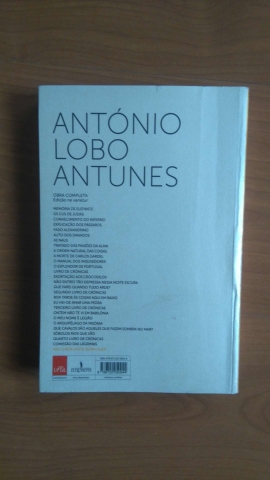 ANTÓNIO
LOBO
ANTUNES
OBRA COMPLETA
Edição ne varietur
MEMÓRIA DE ELEFANTE
OS CUS DE JUDAS
CONHECIMENTO DO INFERNO
EXPLICAÇÃO DOS PÁSSAROS
FADO ALEXANDRINO
AUTO DOS DANADOS
AS NAUS
TRATADO DAS PAIXÕES DA ALMA
A ORDEM NATURAL DAS COISAS
A MORTE DE CARLOS GARDEL
O MANUAL DOS INQUISIDORES
O ESPLENDOR DE PORTUGAL
LIVRO DE CRÓNICAS
EXORTAÇÃO AOS CROCODILOS
NÃO ENTRES TÃO DEPRESSA NESSA NOITE ESCURA
QUE FAREI QUANDO TUDO ARDE?
SEGUNDO LIVRO DE CRÓNICAS
BOA TARDE ÀS COISAS AQUI EM BAIXO
EU HEI-DE AMAR UMA PEDRA
TERCEIRO LIVRO DE CRÓNICAS
ONTEM NÃO TE VI EM BABILÓNIA
O MEU NOME É LEGIÃO
O ARQUIPÉLAGO DA INSÓNIA
QUE CAVALOS SÃO AQUELES QUE FAZEM SOMBRA NO MAR?
SÔBOLOS RIOS QUE VÃO
QUARTO LIVRO DE CRÓNICAS
COMISSÃO DAS LÁGRIMAS
LeYa